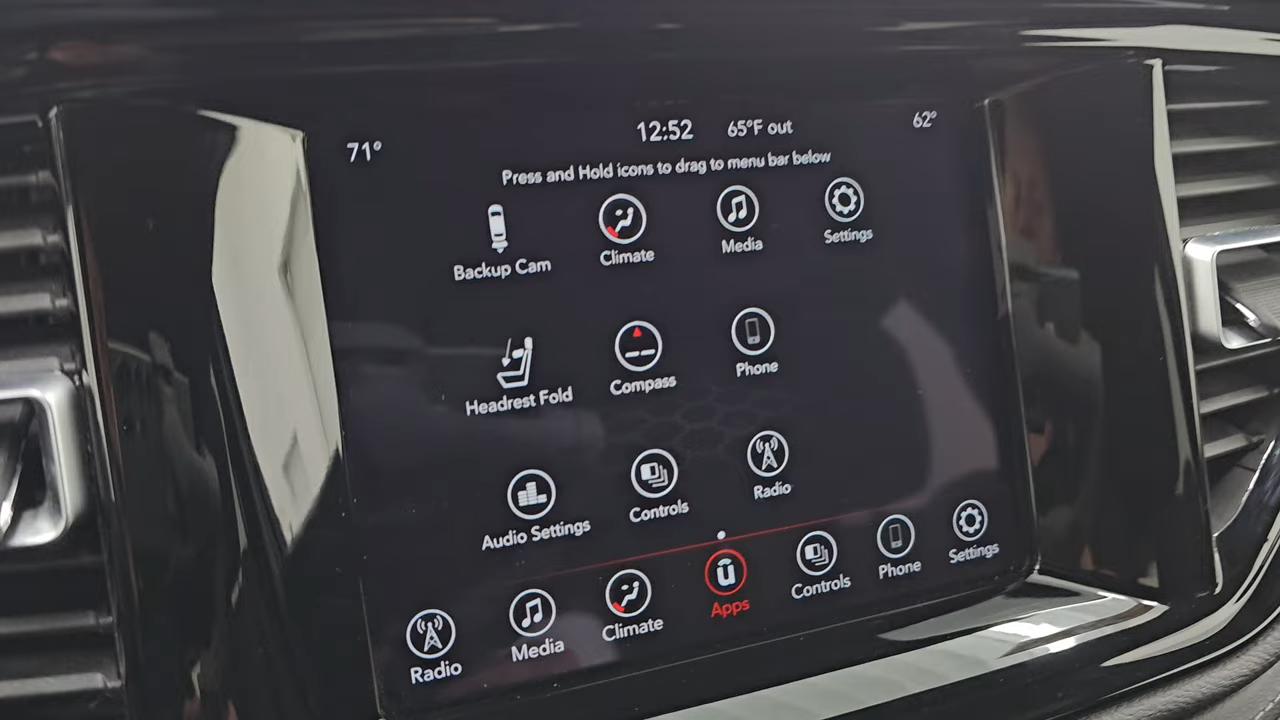 71° 12:52 65°F out 62°
Press and Hold icons to drag to menu bar below
Backup Cam Climate Media Settings
Headrest Fold Compass Phone
Audio Settings Controls Radio
Radio Media Climate Apps Controls Phone Settings